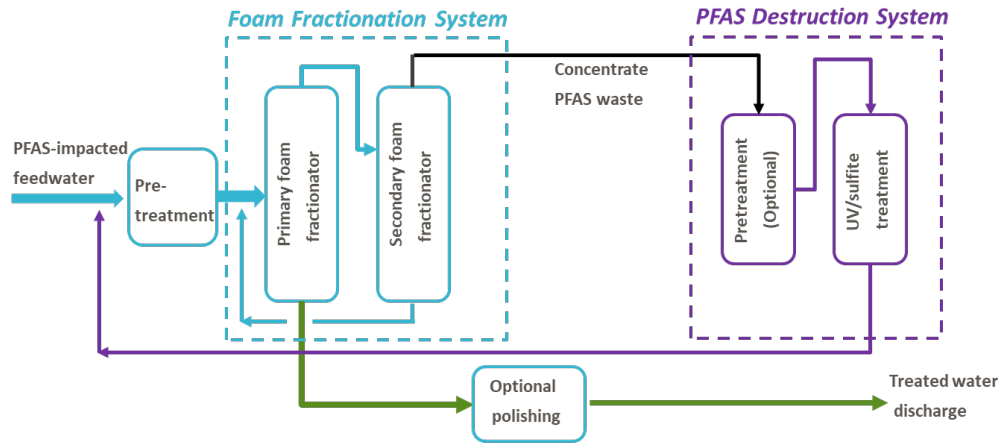 Foam Fractionation System
PFAS Destruction System
Concentrate
PFAS waste
PFAS-impacted
feedwater
Pre-
treatment
Primary foam
fractionator
Secondary foam
fractionator
Pretreatment
(Optional)
UV/sulfite
treatment
Optional
polishing
Treated water
discharge